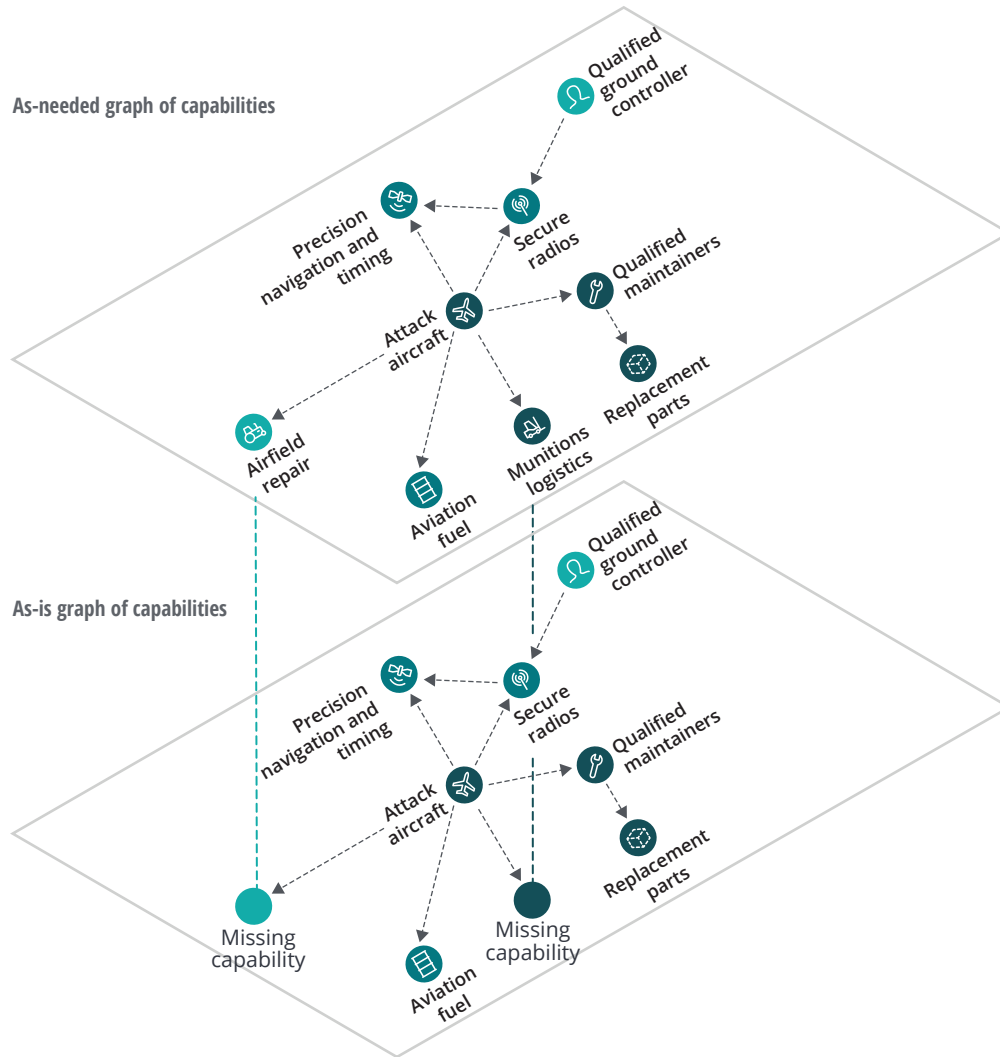 As-needed graph of capabilities
Qualified
ground
controller
Precision
navigation and
timing
Secure
radios
Qualified
maintainers
Attack
aircraft
Replacement
parts
Airfield
repair
Munitions
logistics
Aviation
fuel
As-is graph of capabilities
Qualified
ground
controller
Precision
navigation and
timing
Secure
radios
Qualified
maintainers
Attack
aircraft
Replacement
parts
Missing
capability
Missing
capability
Aviation
fuel